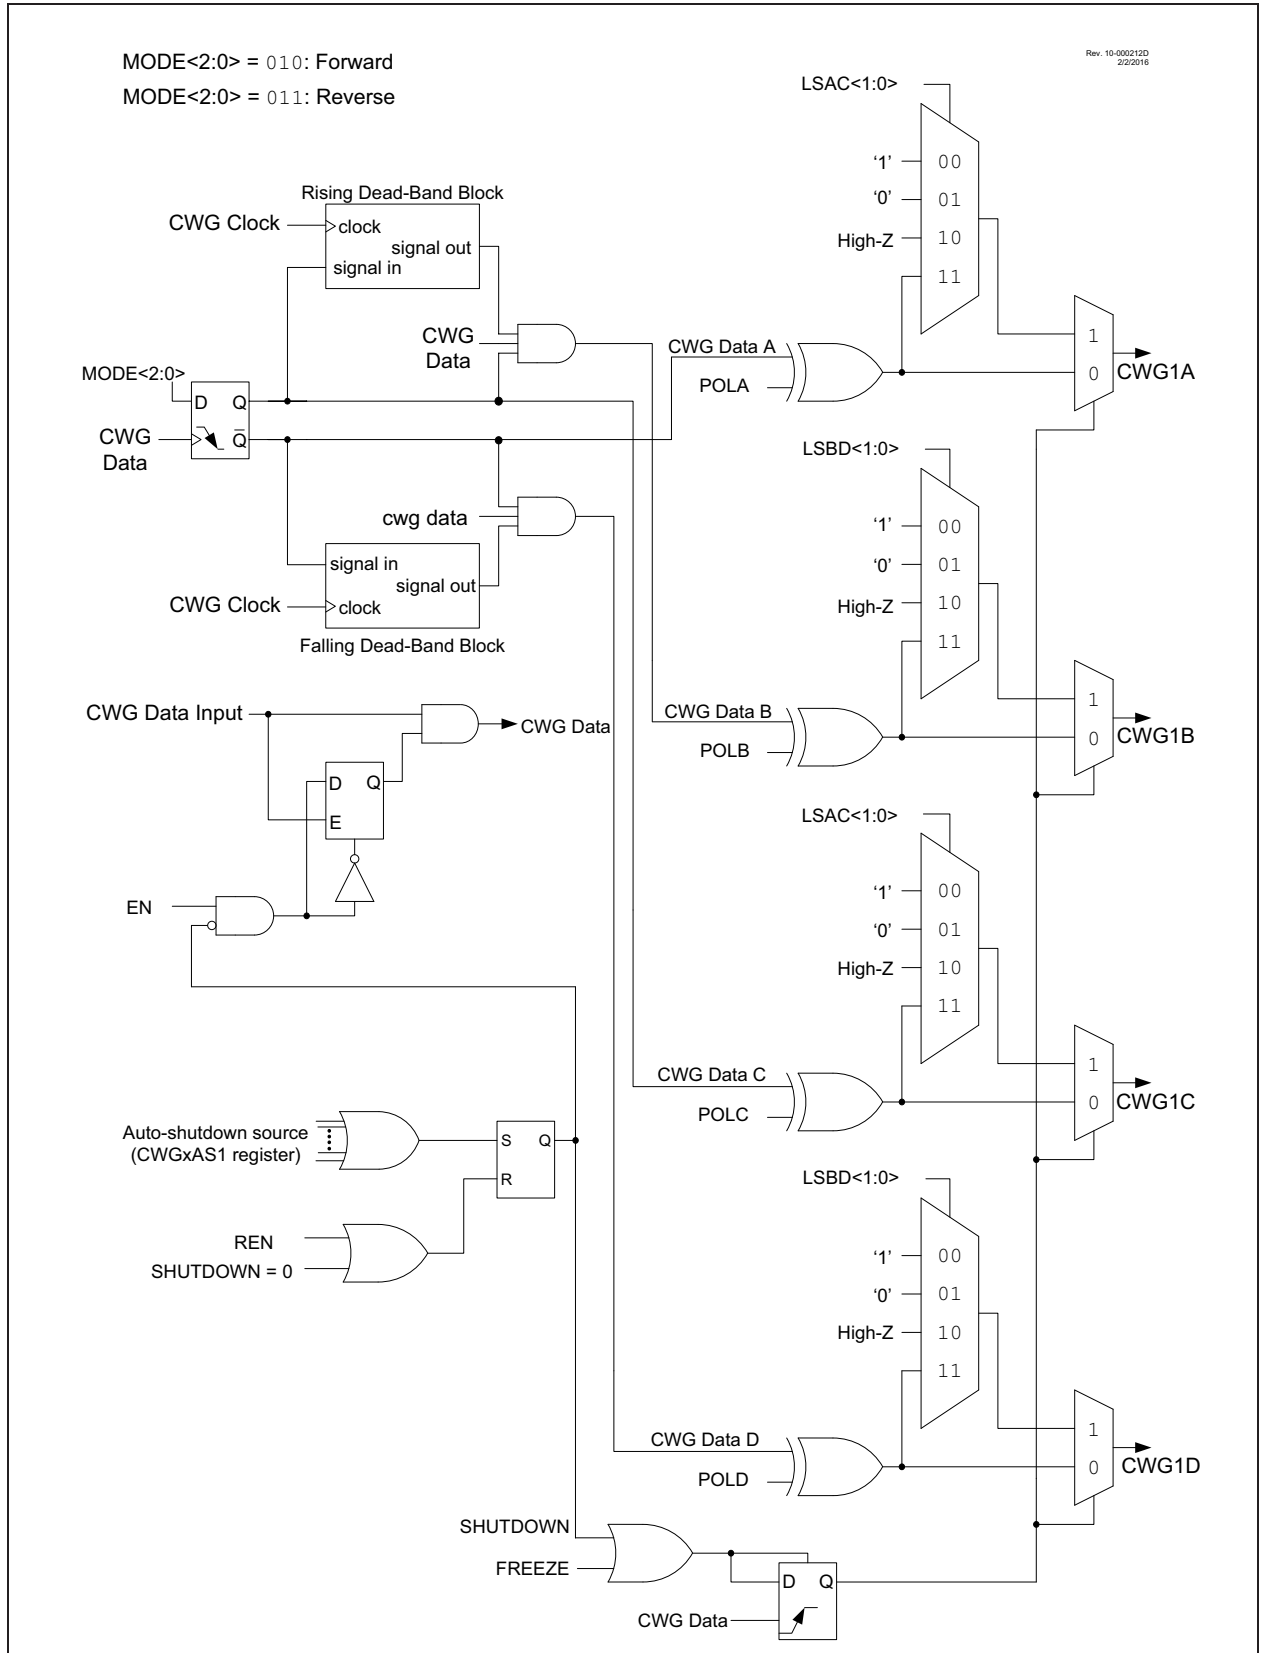 MODE<2:0> = 010: Forward
MODE<2:0> = 011: Reverse
Rev. 10-000212D
2/2/2016
LSAC<1:0>
'1'
00
'0'
01
High-Z
10
11
1
0
CWG1A
Rising Dead-Band Block
CWG Clock
clock
signal out
signal in
CWG
Data
CWG Data A
POLA
MODE<2:0>
D Q
CWG
Data
Q
cwg data
signal in
signal out
CWG Clock
clock
Falling Dead-Band Block
LSBD<1:0>
'1'
00
'0'
01
High-Z
10
11
1
0
CWG1B
CWG Data B
POLB
CWG Data Input
CWG Data
D Q
E
EN
LSAC<1:0>
'1'
00
'0'
01
High-Z
10
11
1
0
CWG1C
CWG Data C
POLC
Auto-shutdown source
(CWGxAS1 register)
S Q
R
REN
SHUTDOWN = 0
LSBD<1:0>
'1'
00
'0'
01
High-Z
10
11
1
0
CWG1D
CWG Data D
POLD
SHUTDOWN
FREEZE
D Q
CWG Data